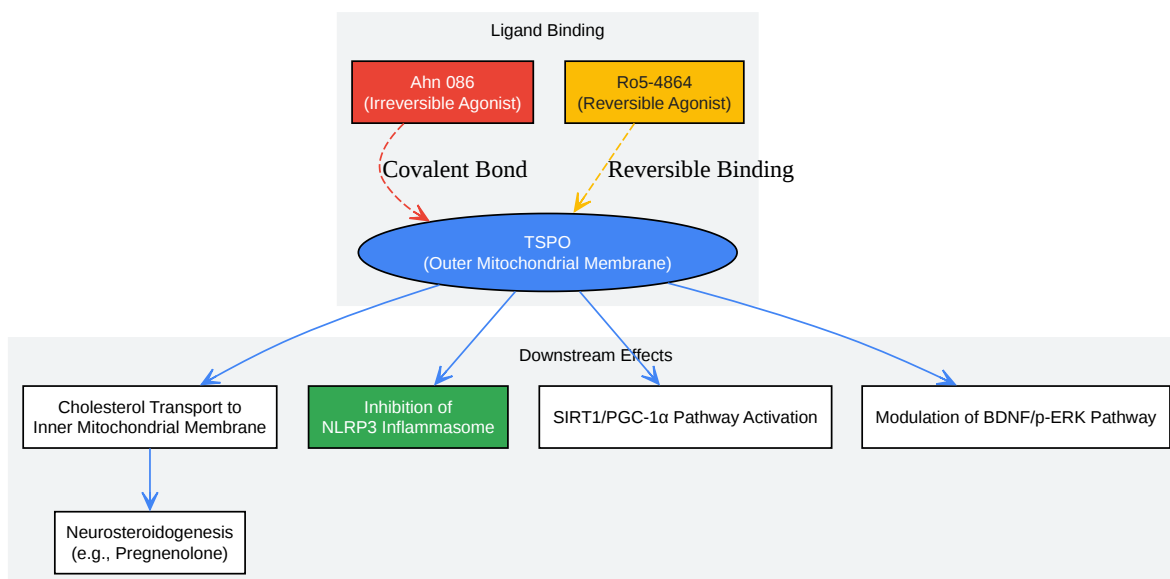 Ligand Binding
Ahn 086
(Irreversible Agonist)
Ro5-4864
(Reversible Agonist)
Covalent Bond
Reversible Binding
TSPO
(Outer Mitochondrial Membrane)
Downstream Effects
Cholesterol Transport to
Inner Mitochondrial Membrane
Inhibition of
NLRP3 Inflammasome
SIRT1/PGC-1α Pathway Activation
Modulation of BDNF/p-ERK Pathway
Neurosteroidogenesis
(e.g., Pregnenolone)